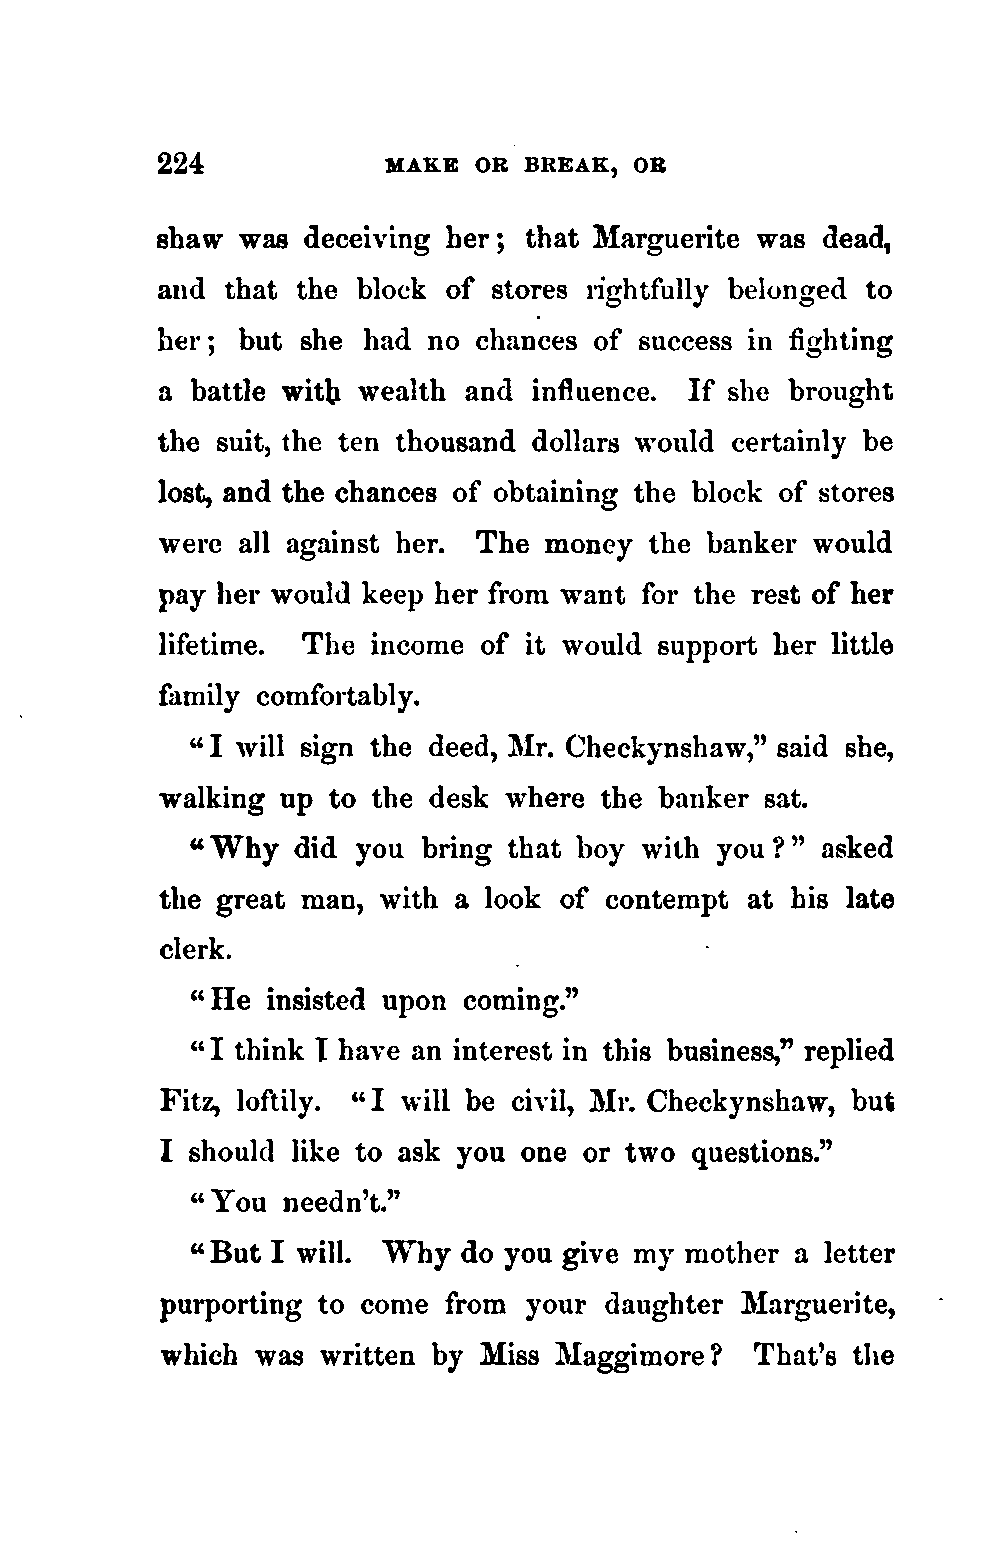 224 MAKE OR BREAK, OR
shaw was deceiving her; that Marguerite was dead,
and that the block of stores rightfully belonged to
her; but she had no chances of success in fighting
a battle with wealth and influence. If she brought
the suit, the ten thousand dollars would certainly be
lost, and the chances of obtaining the block of stores
were all against her. The money the banker would
pay her would keep her from want for the rest of her
lifetime. The income of it would support her little
family comfortably.
“I will sign the deed, Mr. Checkynshaw,” said she,
walking up to the desk where the banker sat.
“Why did you bring that boy with you?” asked
the great man, with a look of contempt at his late
clerk.
“He insisted upon coming.”
“I think I have an interest in this business,” replied
Fitz, loftily. “I will be civil, Mr. Checkynshaw, but
I should like to ask you one or two questions.”
“You needn’t.”
“But I will. Why do you give my mother a letter
purporting to come from your daughter Marguerite,
which was written by Miss Maggimore? That’s the